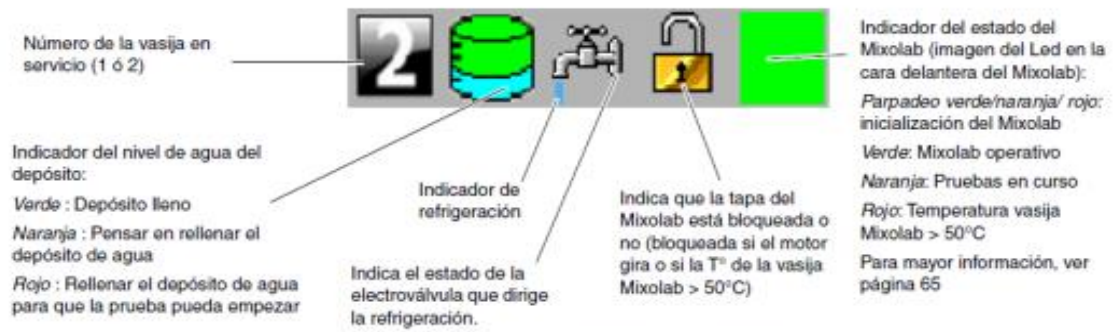 Número de la vasija en
servicio (1 ó 2)
2
Indicador del nivel de agua del
depósito:
Verde : Depósito lleno
Naranja : Pensar en rellenar el
depósito de agua
Rojo : Rellenar el depósito de agua
para que la prueba pueda empezar
Indicador de
refrigeración
Indica el estado de la
electroválvula que dirige
la refrigeración.
Indica que la tapa del
Mixolab está bloqueada o
no (bloqueada si el motor
gira o si la Tº de la vasija
Mixolab > 50°C)
Indicador del estado del
Mixolab (imagen del Led en la
cara delantera del Mixolab):
Parpadeo verde/naranja/ rojo:
inicialización del Mixolab
Verde: Mixolab operativo
Naranja: Pruebas en curso
Rojo: Temperatura vasija
Mixolab > 50°C
Para mayor información, ver
página 65